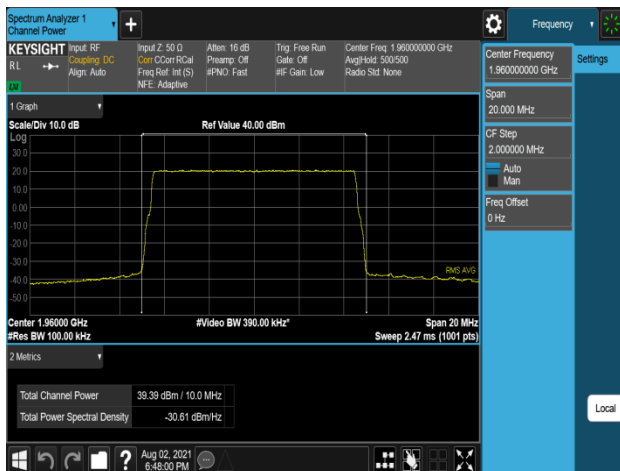 Spectrum Analyzer 1
Channel Power
Frequency
KEYSIGHT
RL
LV
Input: RF
Coupling: DC
Align: Auto
Input Z: 50 Ω
Corr CCorr RCal
Freq Ref: Int (S)
NFE: Adaptive
Atten: 16 dB
Preamp: Off
#PNO: Fast
Trig: Free Run
Gate: Off
#IF Gain: Low
Center Freq: 1.960000000 GHz
Avg|Hold: 500/500
Radio Std: None
Center Frequency
1.960000000 GHz
Settings
Span
20.000 MHz
CF Step
2.000000 MHz
Auto
Man
Freq Offset
0 Hz
Local
1 Graph
Scale/Div 10.0 dB
Ref Value 40.00 dBm
Log
30.0
20.0
10.0
0.00
-10.0
-20.0
-30.0
-40.0
-50.0
RMS AVG
Center 1.96000 GHz
#Video BW 390.00 kHz*
Span 20 MHz
#Res BW 100.00 kHz
Sweep 2.47 ms (1001 pts)
2 Metrics
Total Channel Power 39.39 dBm / 10.0 MHz
Total Power Spectral Density -30.61 dBm/Hz
?
Aug 02, 2021
6:48:00 PM